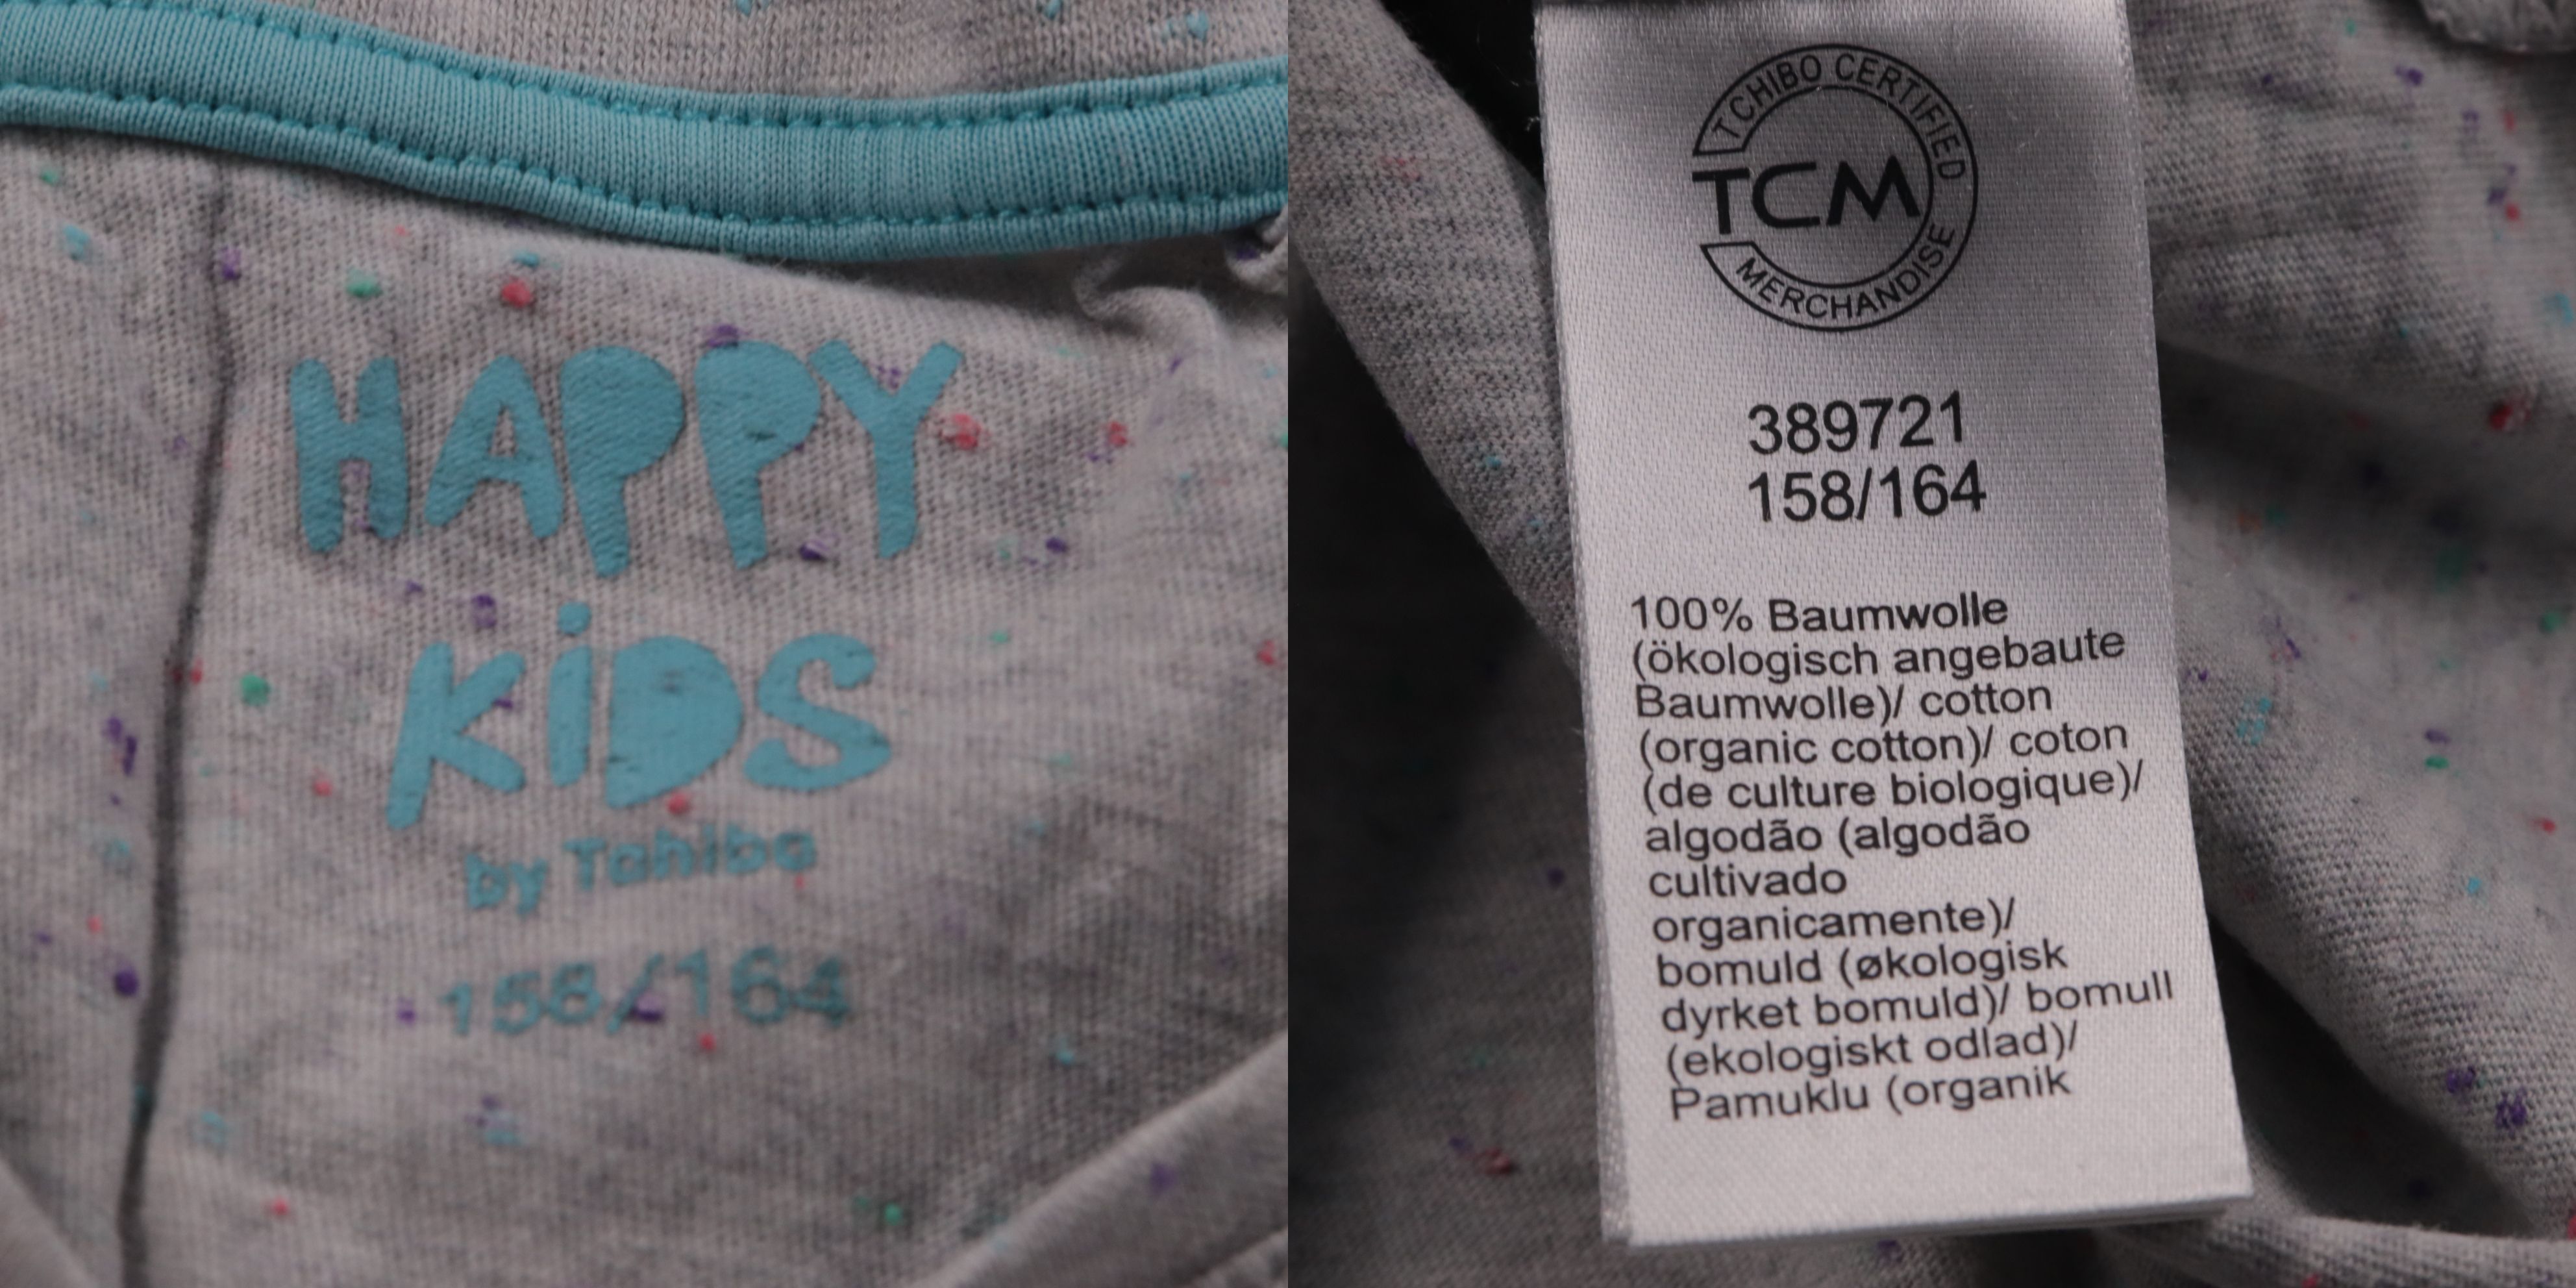 HAPPY
KiDS
by Tchibo
158/164
TCHIBO CERTIFIED
TCM
MERCHANDISE
389721
158/164
100% Baumwolle
(ökologisch angebaute
Baumwolle)/ cotton
(organic cotton)/ coton
(de culture biologique)/
algodão (algodão
cultivado
organicamente)/
bomuld (økologisk
dyrket bomuld)/ bomull
(ekologiskt odlad)/
Pamuklu (organik